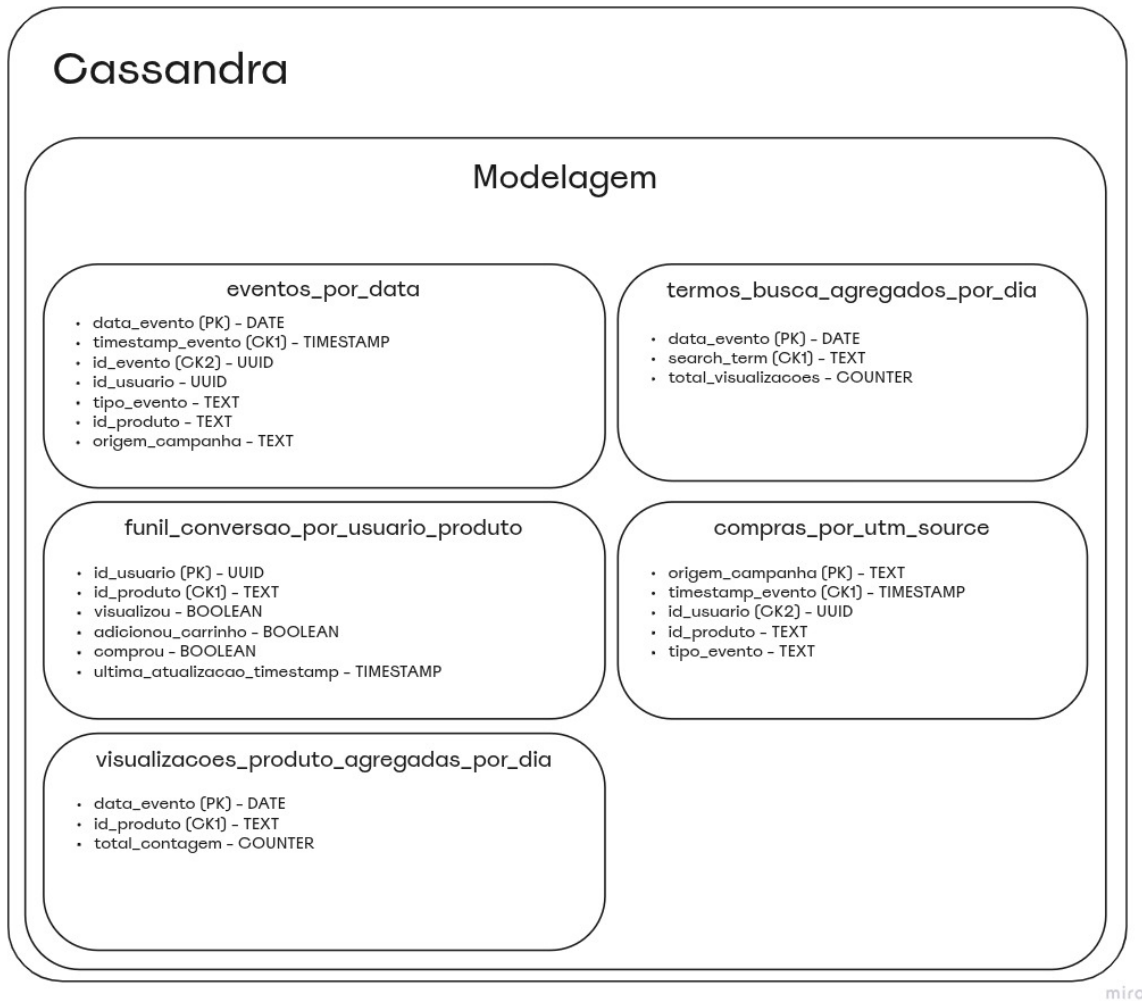 Cassandra
Modelagem
eventos_por_data
• data_evento (PK) - DATE
• timestamp_evento (CK1) - TIMESTAMP
• id_evento (CK2) - UUID
• id_usuario - UUID
• tipo_evento - TEXT
• id_produto - TEXT
• origem_campanha - TEXT
termos_busca_agregados_por_dia
• data_evento (PK) - DATE
• search_term (CK1) - TEXT
• total_visualizacoes - COUNTER
funil_conversao_por_usuario_produto
• id_usuario (PK) - UUID
• id_produto (CK1) - TEXT
• visualizou - BOOLEAN
• adicionou_carrinho - BOOLEAN
• comprou - BOOLEAN
• ultima_atualizacao_timestamp - TIMESTAMP
compras_por_utm_source
• origem_campanha (PK) - TEXT
• timestamp_evento (CK1) - TIMESTAMP
• id_usuario (CK2) - UUID
• id_produto - TEXT
• tipo_evento - TEXT
visualizacoes_produto_agregadas_por_dia
• data_evento (PK) - DATE
• id_produto (CK1) - TEXT
• total_contagem - COUNTER
miro